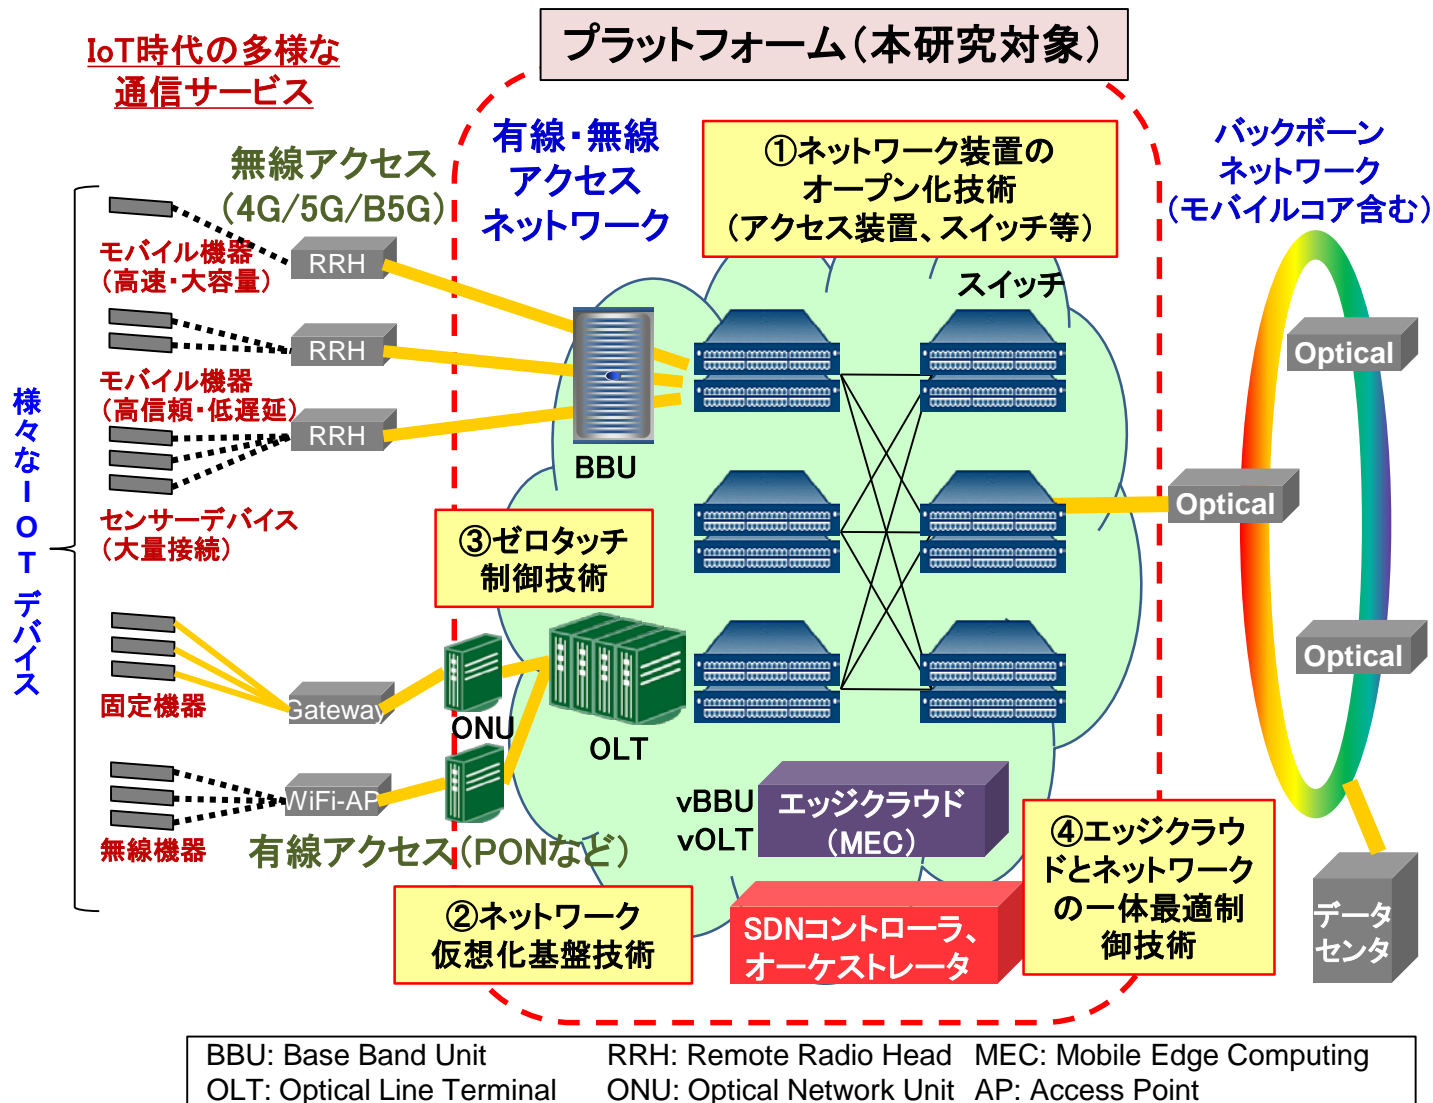 プラットフォーム（本研究対象）
IoT時代の多様な
通信サービス
有線・無線
アクセス
ネットワーク
①ネットワーク装置の
オープン化技術
（アクセス装置、スイッチ等）
バックボーン
ネットワーク
（モバイルコア含む）
無線アクセス
（4G/5G/B5G）
モバイル機器
（高速・大容量）
RRH
スイッチ
RRH
モバイル機器
（高信頼・低遅延）
RRH
BBU
センサーデバイス
（大量接続）
様々なＩＯＴデバイス
③ゼロタッチ
制御技術
Optical
Optical
Optical
固定機器
Gateway
ONU
OLT
WiFi-AP
無線機器
有線アクセス（PONなど）
vBBU
vOLT
エッジクラウド
（MEC）
④エッジクラウ
ドとネットワーク
の一体最適制
御技術
②ネットワーク
仮想化基盤技術
SDNコントローラ、
オーケストレータ
データ
センタ
BBU: Base Band Unit RRH: Remote Radio Head MEC: Mobile Edge Computing
OLT: Optical Line Terminal ONU: Optical Network Unit AP: Access Point